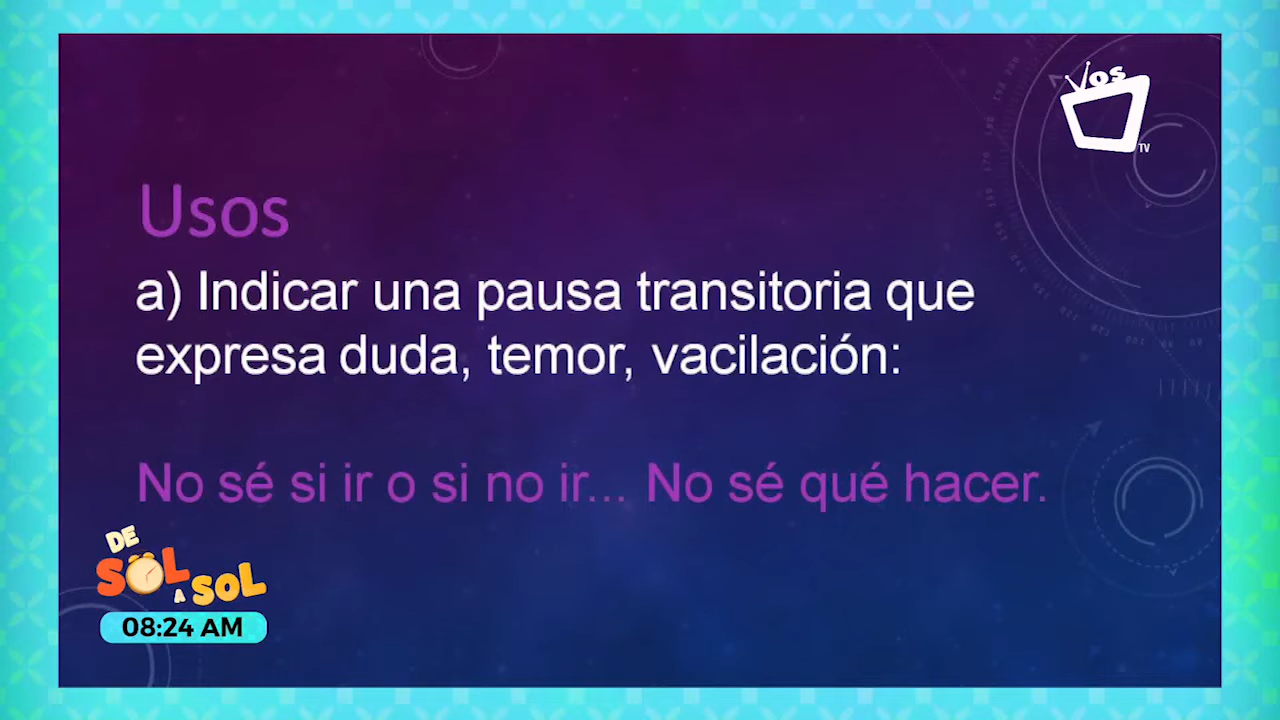 VOS
TV
Usos
a) Indicar una pausa transitoria que
expresa duda, temor, vacilación:
No sé si ir o si no ir... No sé qué hacer.
DE
SOL
A SOL
08:24 AM